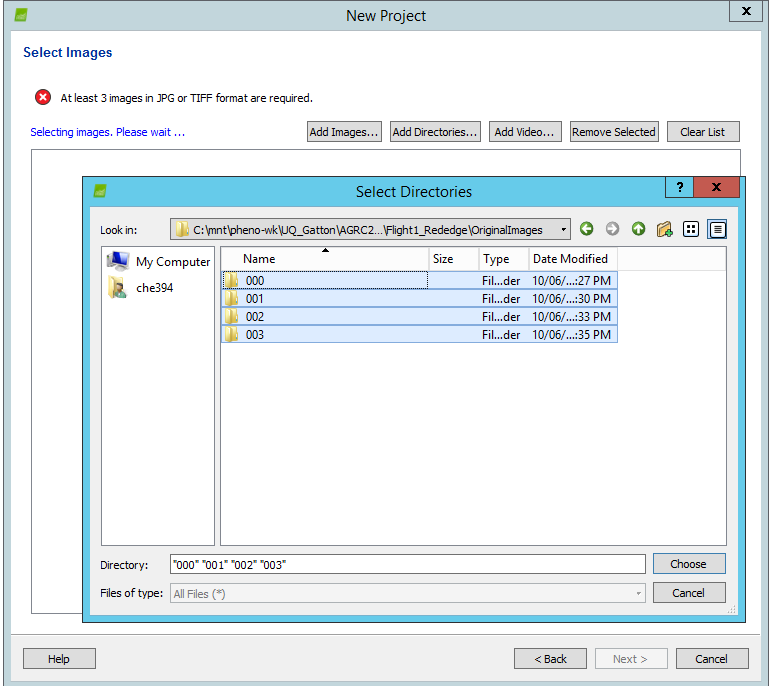 New Project
X
Select Images
At least 3 images in JPG or TIFF format are required.
Selecting images. Please wait ...
Add Images...
Add Directories...
Add Video...
Remove Selected
Clear List
Select Directories
?
X
Look in:
C:\mnt\pheno-wk\UQ_Gatton\AGRC2...\Flight1_Rededge\OriginalImages
My Computer
che394
Name Size Type Date Modified
000 Fil...der 10/06/...:27 PM
001 Fil...der 10/06/...:30 PM
002 Fil...der 10/06/...:33 PM
003 Fil...der 10/06/...:35 PM
Directory: "000" "001" "002" "003" Choose
Files of type: All Files (*) Cancel
Help < Back Next > Cancel